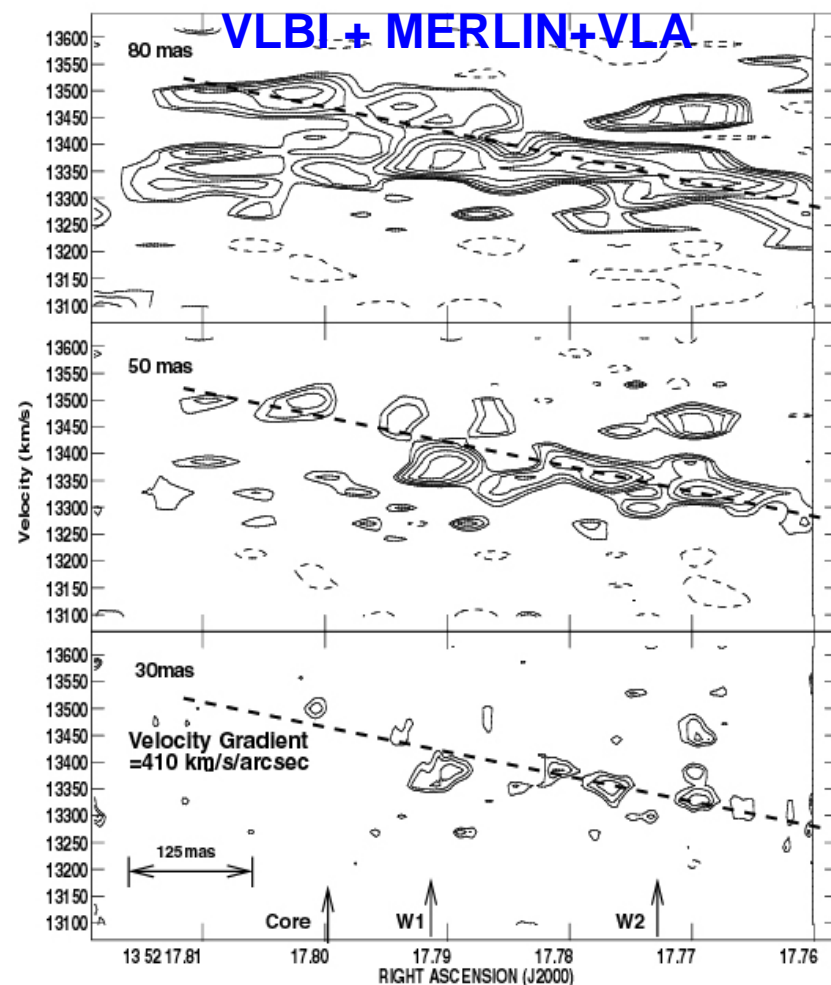 VLBI + MERLIN+VLA
80 mas
13600
13550
13500
13400
13350
13300
13250
13200
13150
13100
50 mas
13600
13550
13500
13450
13400
13350
13300
13250
13200
13150
13100
Velocity (km/s)
30mas
13600
13550
13500
13450
13400
13350
13300
13250
13200
13150
13100
Velocity Gradient
=410 km/s/arcsec
125 mas
Core
W1
W2
13 52 17.81 17.80 17.79 17.78 17.77 17.76
RIGHT ASCENSION (J2000)